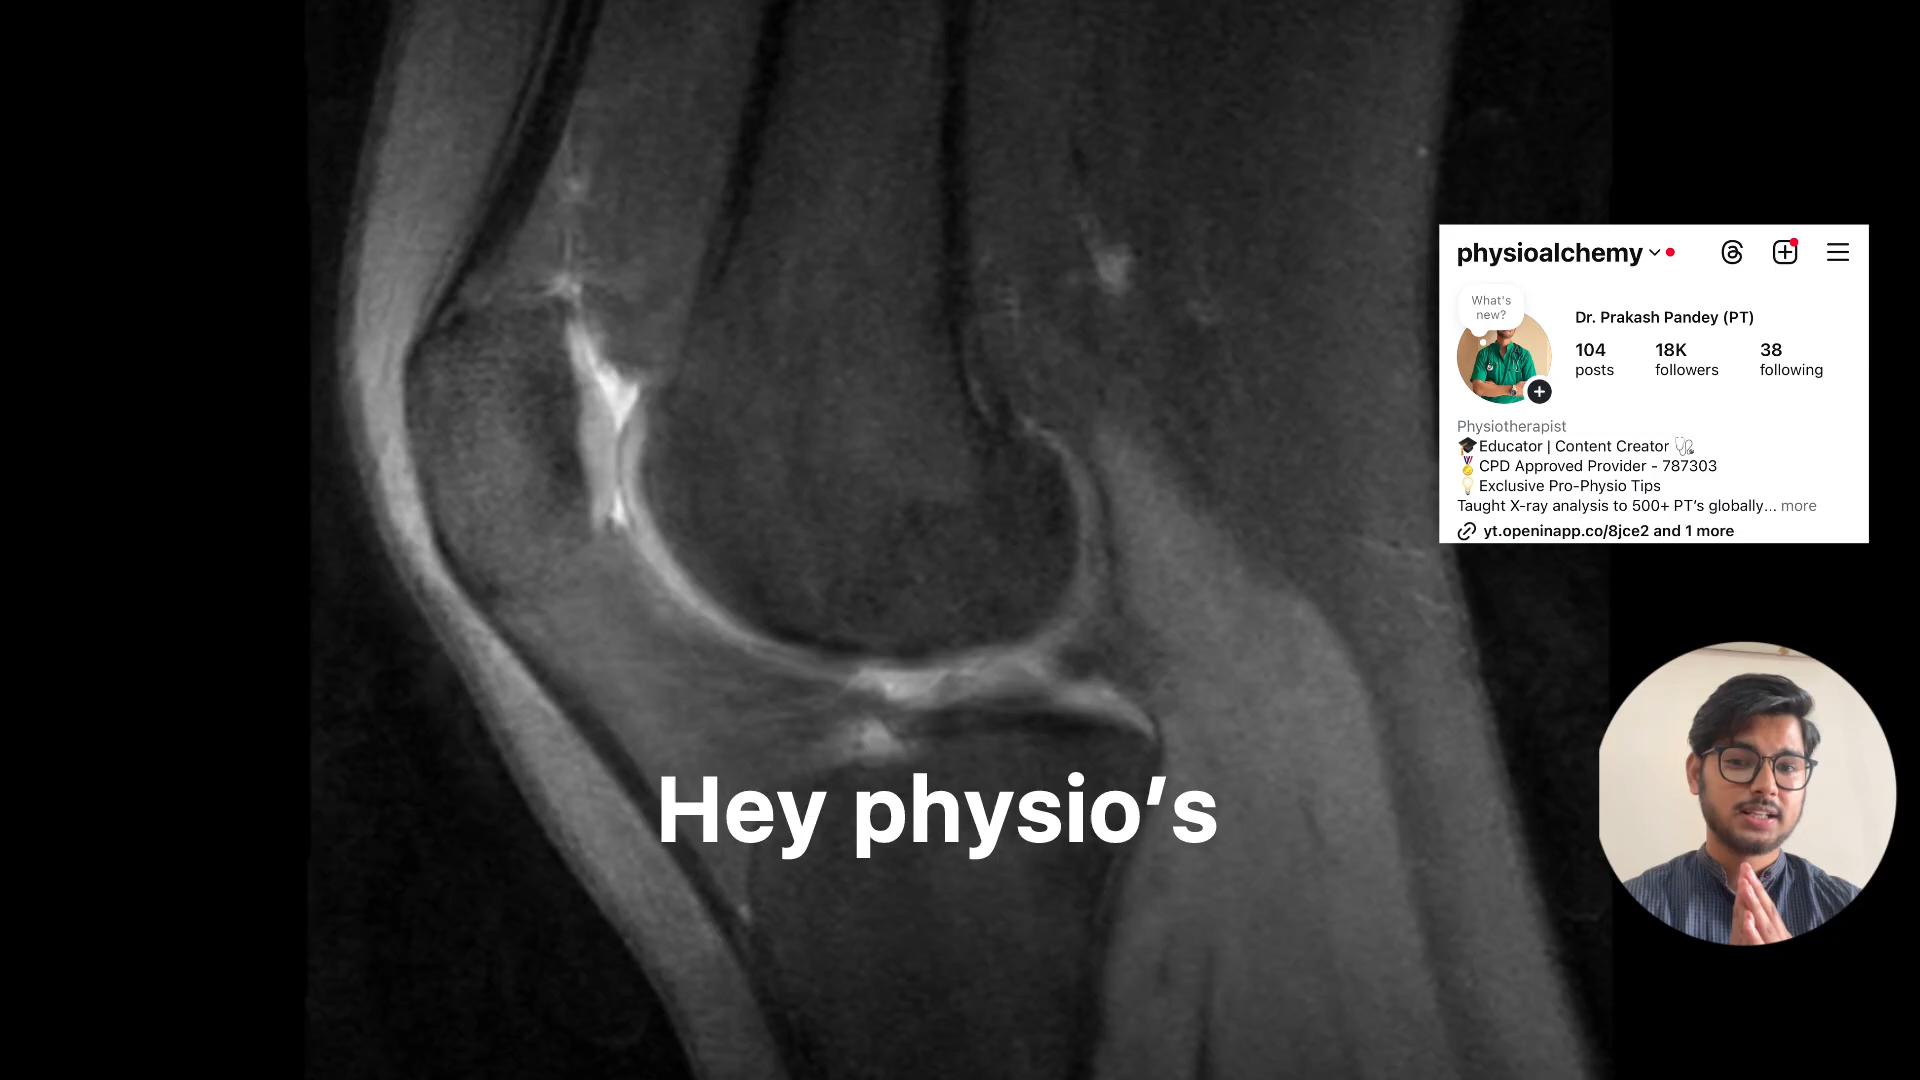 Hey physio’s
physioalchemy
What's
new?
Dr. Prakash Pandey (PT)
104 18K 38
posts followers following
Physiotherapist
🎓Educator | Content Creator 🩺
🏅CPD Approved Provider - 787303
💡Exclusive Pro-Physio Tips
Taught X-ray analysis to 500+ PT’s globally... more
yt.openinapp.co/8jce2 and 1 more